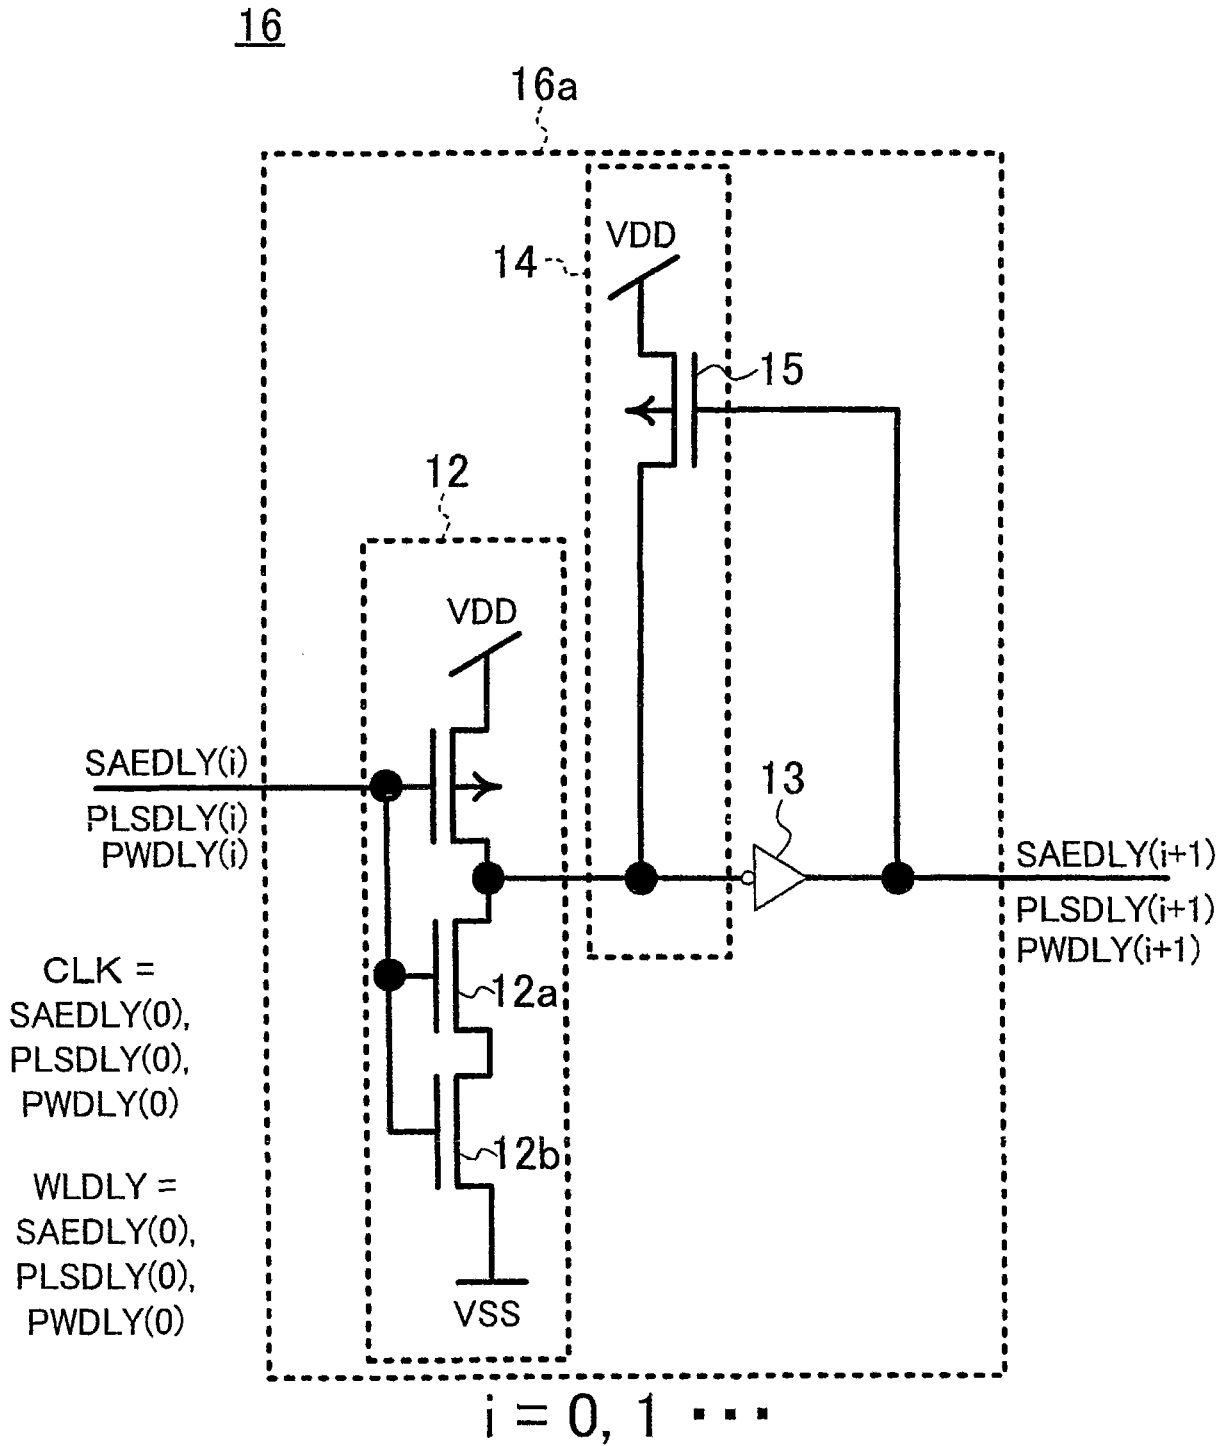 16
16a
VDD
14
15
12
VDD
SAEDLY(i)
PLSDLY(i)
PWDLY(i)
13
SAEDLY(i+1)
PLSDLY(i+1)
PWDLY(i+1)
CLK =
SAEDLY(0),
PLSDLY(0),
PWDLY(0)
12a
12b
WLDLY =
SAEDLY(0),
PLSDLY(0),
PWDLY(0)
VSS
i = 0, 1 ･･･